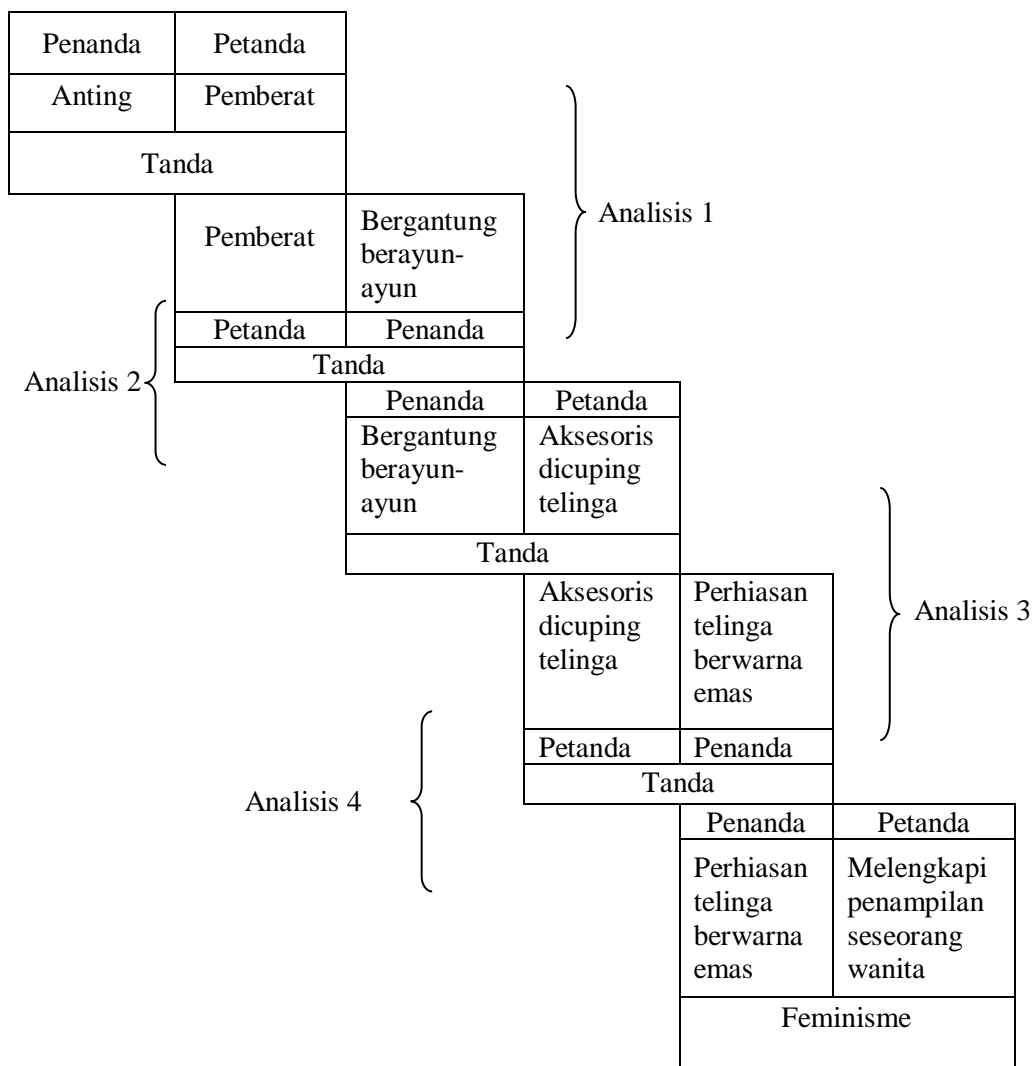 Penanda Petanda
Anting Pemberat
Tanda
Analisis 1
Pemberat Bergantung
berayun-
ayun
Petanda Penanda
Tanda
Analisis 2
Penanda Petanda
Bergantung Aksesoris
berayun- dicuping
ayun telinga
Tanda
Aksesoris Perhiasan
dicuping telinga
telinga berwarna
emas
Analisis 3
Petanda Penanda
Tanda
Analisis 4
Penanda Petanda
Perhiasan Melengkapi
telinga penampilan
berwarna seseorang
emas wanita
Feminisme